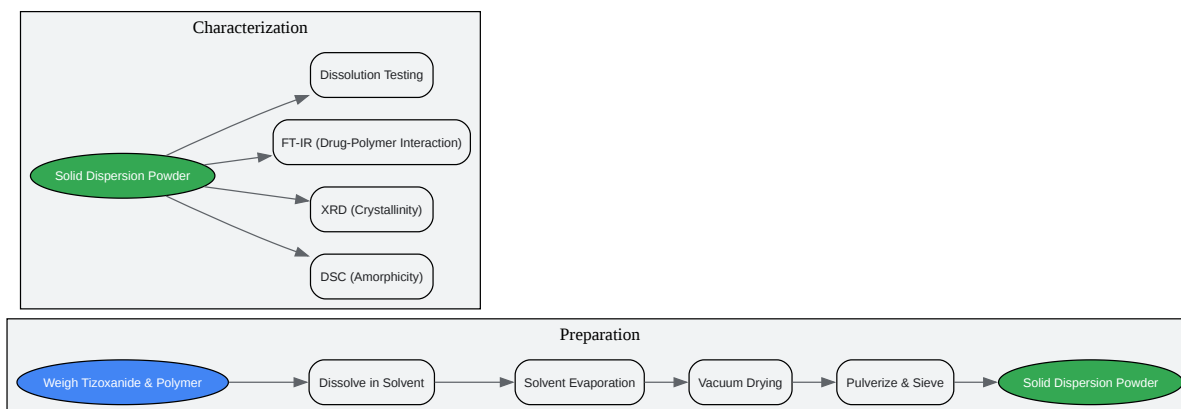 Characterization
Dissolution Testing
FT-IR (Drug-Polymer Interaction)
Solid Dispersion Powder
XRD (Crystallinity)
DSC (Amorphicity)
Preparation
Weigh Tizoxanide & Polymer
Dissolve in Solvent
Solvent Evaporation
Vacuum Drying
Pulverize & Sieve
Solid Dispersion Powder